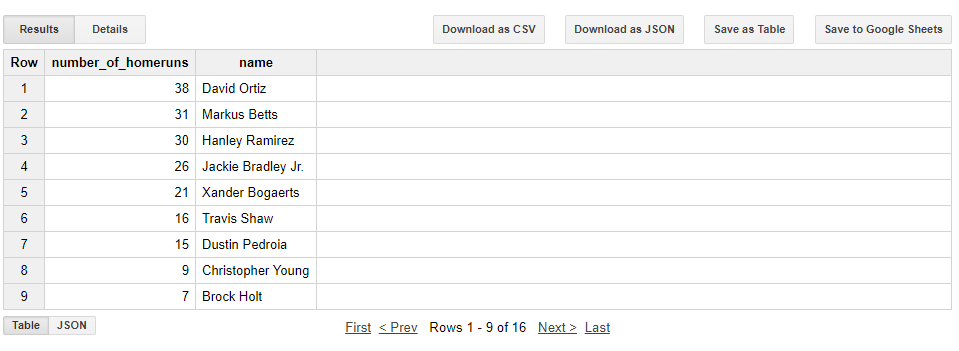 Results Details Download as CSV Download as JSON Save as Table Save to Google Sheets
Row number_of_homeruns name
1 38 David Ortiz
2 31 Markus Betts
3 30 Hanley Ramirez
4 26 Jackie Bradley Jr.
5 21 Xander Bogaerts
6 16 Travis Shaw
7 15 Dustin Pedroia
8 9 Christopher Young
9 7 Brock Holt
Table JSON First < Prev Rows 1 - 9 of 16 Next > Last